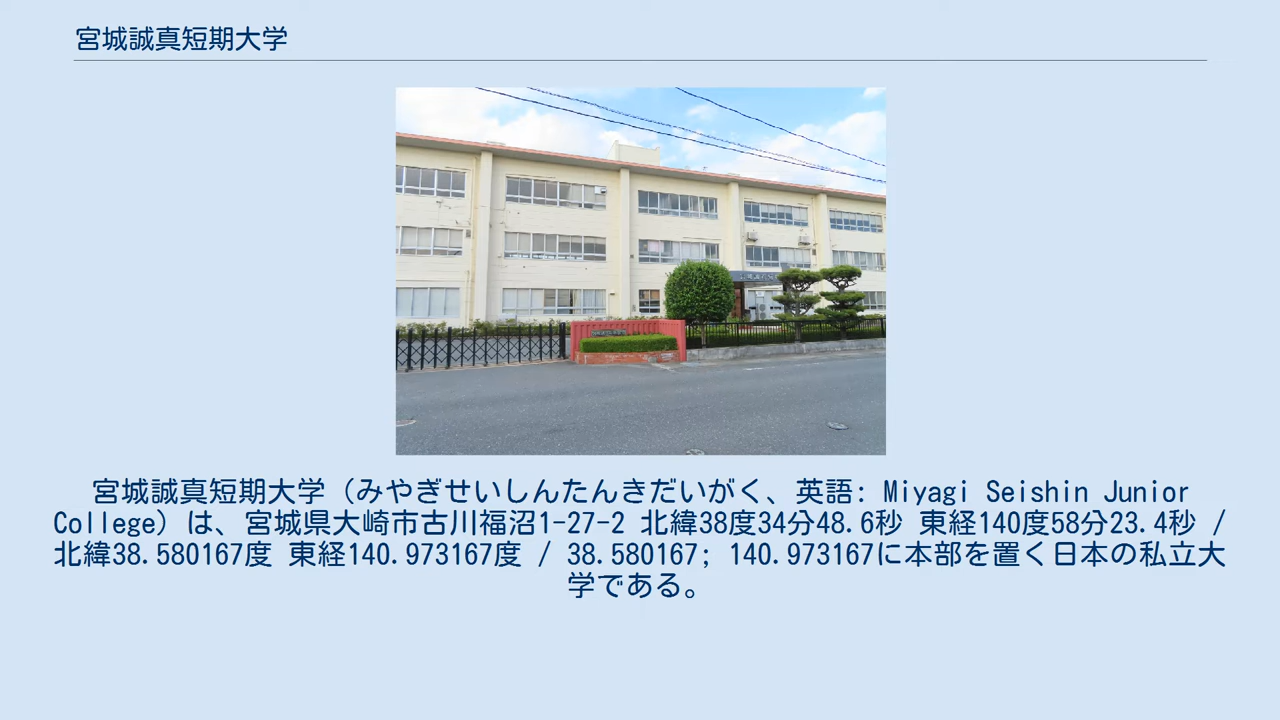 宮城誠真短期大学
宮城誠真短期大学（みやぎせいしんたんきだいがく、英語: Miyagi Seishin Junior
College）は、宮城県大崎市古川福沼1-27-2 北緯38度34分48.6秒 東経140度58分23.4秒 /
北緯38.580167度 東経140.973167度 / 38.580167; 140.973167に本部を置く日本の私立大
学である。